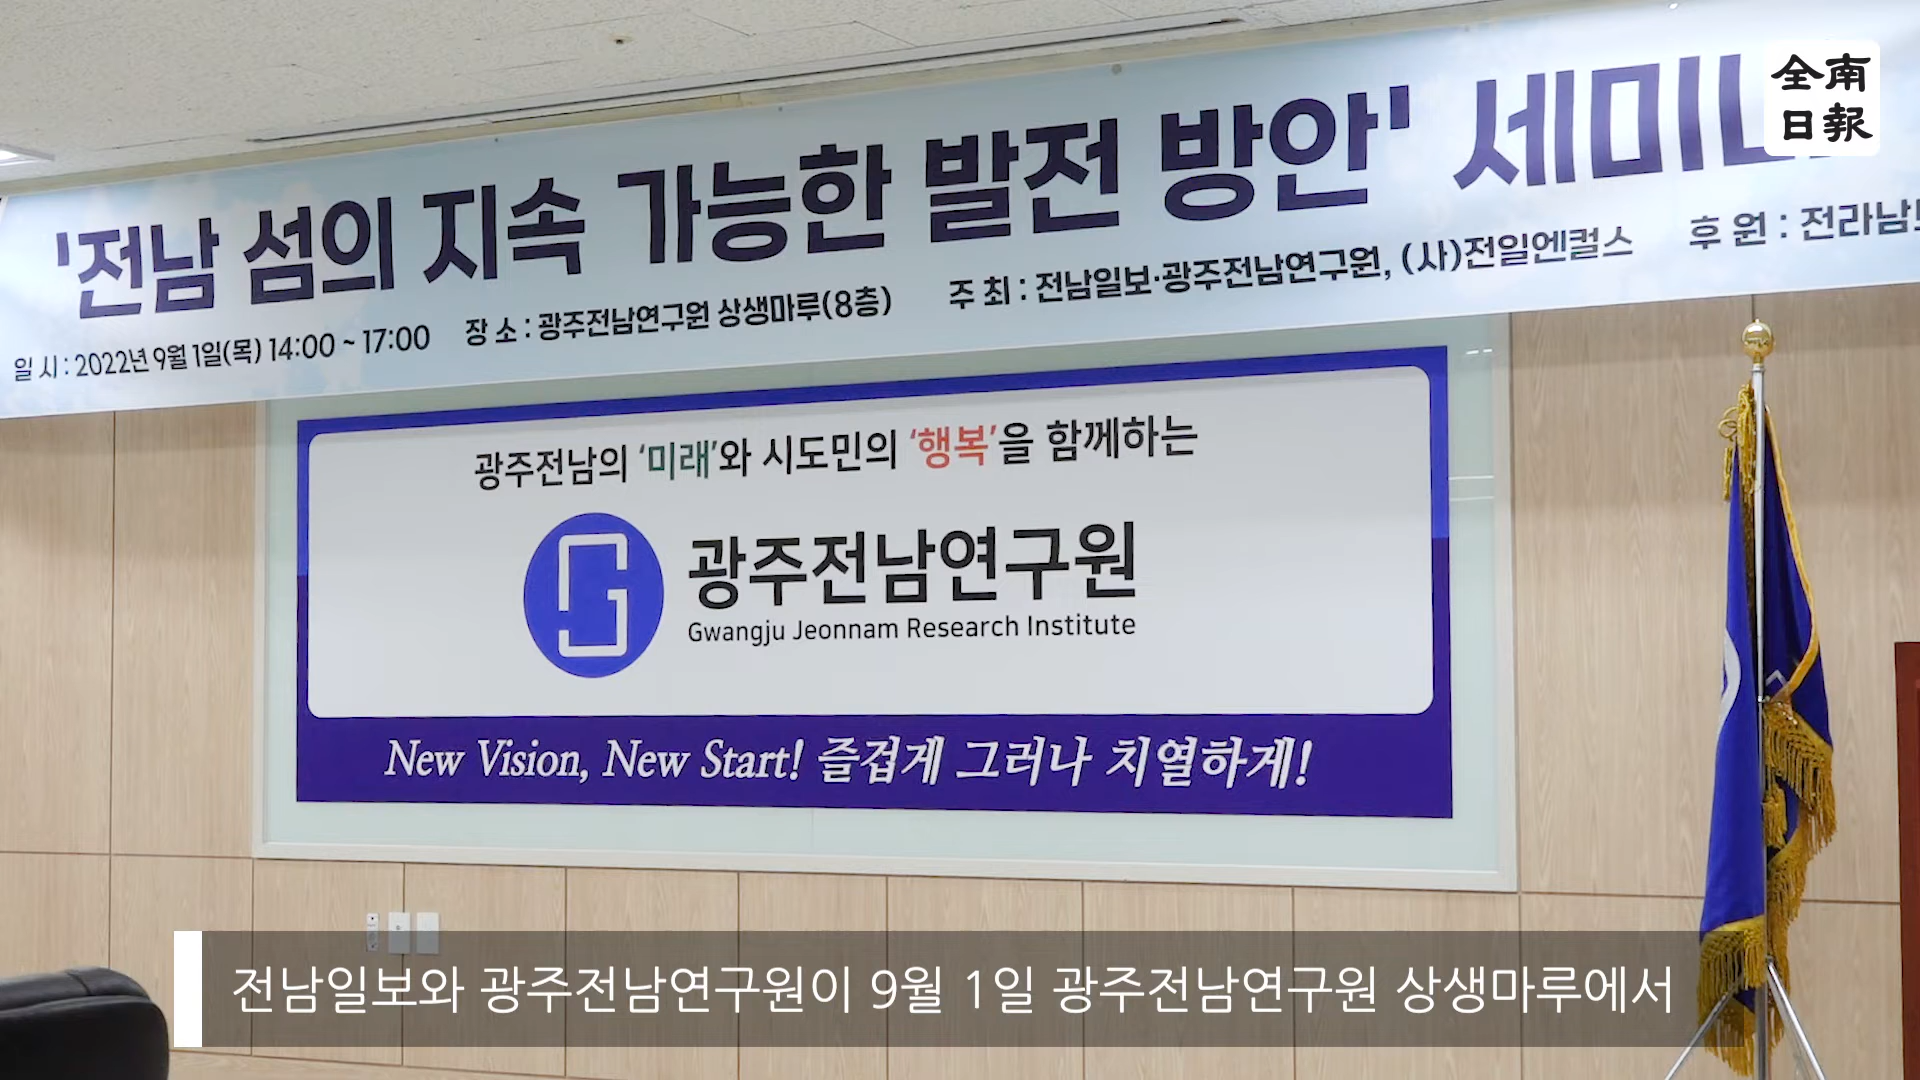 全南
日報
'전남 섬의 지속 가능한 발전 방안' 세미나
일 시 : 2022년 9월 1일(목) 14:00 ~ 17:00 장 소 : 광주전남연구원 상생마루(8층) 주 최 : 전남일보·광주전남연구원, (사)전일엔컬스 후 원 : 전라남도
광주전남의 '미래'와 시도민의 '행복'을 함께하는
광주전남연구원
Gwangju Jeonnam Research Institute
New Vision, New Start! 즐겁게 그러나 치열하게!
전남일보와 광주전남연구원이 9월 1일 광주전남연구원 상생마루에서